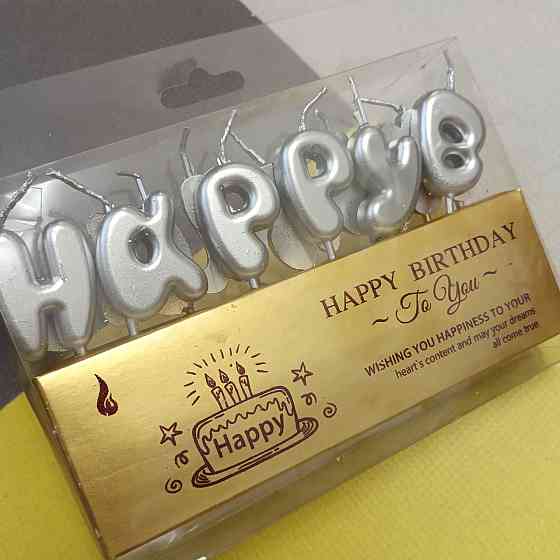 HAPPYB
HAPPY BIRTHDAY
~ To You ~
WISHING YOU HAPPINESS TO YOUR
heart's content and may your dreams
all come true
Happy